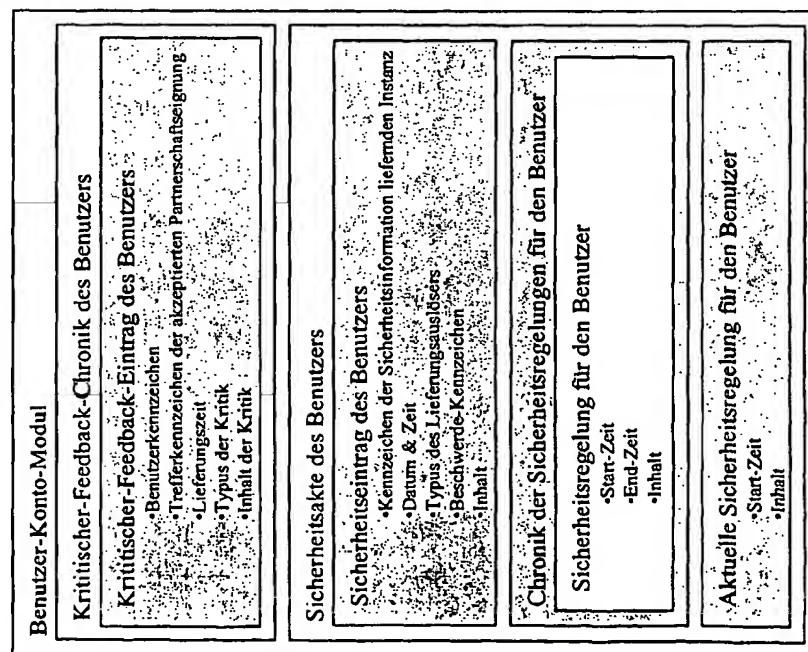 Benutzer-Konto-Modul
Krititischer-Feedback-Chronik des Benutzers
Krititischer-Feedback-Eintrag des Benutzers
•Benutzerkennzeichen
•Trefferkennzeichen der akzeptierten Partnerschaftseignung
•Lieferungszeit
•Typus der Kritik
•Inhalt der Kritik
Sicherheitsakte des Benutzers
Sicherheitseintrag des Benutzers
•Kennzeichen der Sicherheitsinformation liefernden Instanz
•Datum & Zeit
•Typus des Lieferungsauslösers
•Beschwerde-Kennzeichen
•Inhalt
Chronik der Sicherheitsregelungen für den Benutzer
Sicherheitsregelung für den Benutzer
•Start-Zeit
•End-Zeit
•Inhalt
Aktuelle Sicherheitsregelung für den Benutzer
•Start-Zeit
•Inhalt